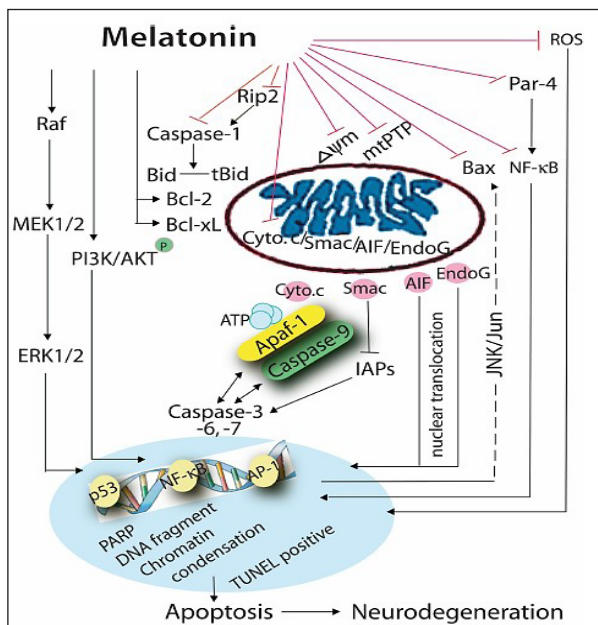 Melatonin
ROS
Rip2
Par-4
Raf
Caspase-1
Δψm
mtPTP
Bid
tBid
Bax
NF-κB
Bcl-2
Bcl-xL
MEK1/2
P
PI3K/AKT
Cyto.c/Smac/AIF/EndoG
Cyto.c
Smac
AIF
EndoG
ATP
Apaf-1
Caspase-9
IAPs
nuclear translocation
JNK/Jun
ERK1/2
Caspase-3
-6, -7
p53
NF-κB
AP-1
PARP
DNA fragment
Chromatin
condensation
TUNEL positive
Apoptosis
Neurodegeneration